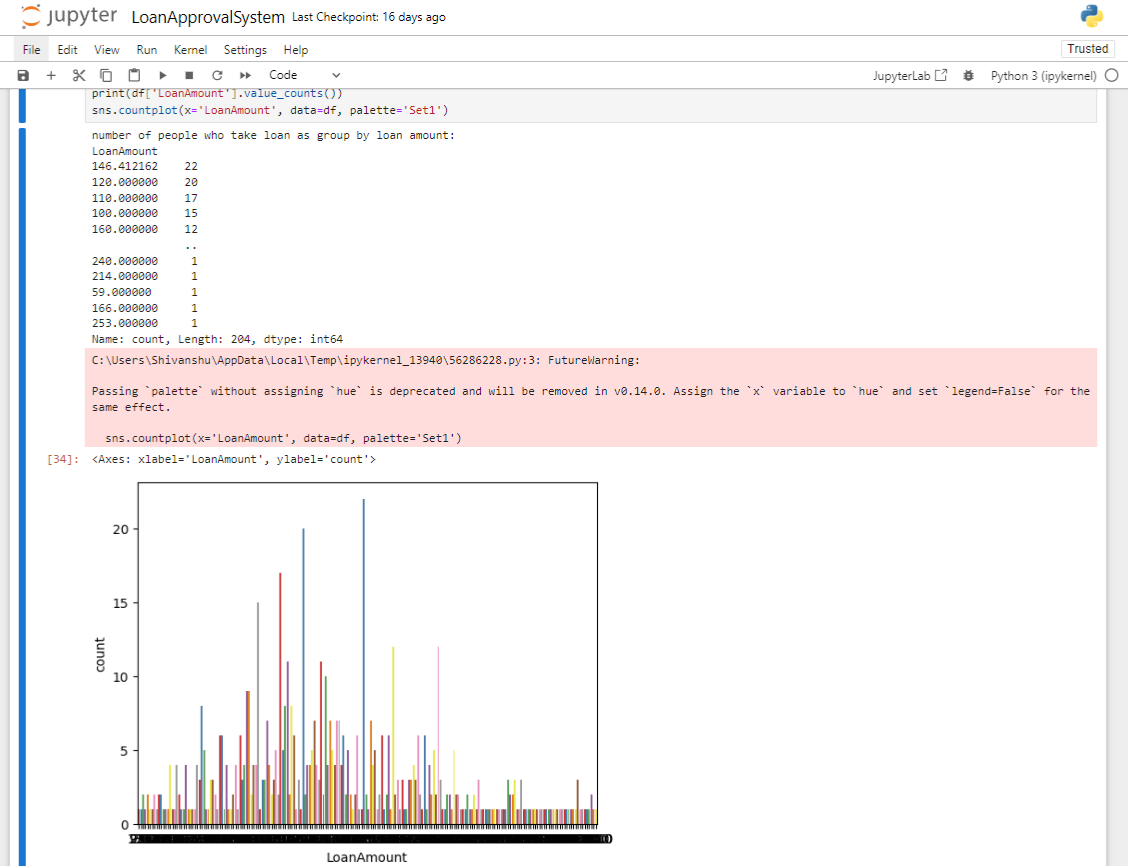 jupyter LoanApprovalSystem Last Checkpoint: 16 days ago
File Edit View Run Kernel Settings Help Trusted
Code JupyterLab Python 3 (ipykernel)
print(df['LoanAmount'].value_counts())
sns.countplot(x='LoanAmount', data=df, palette='Set1')
number of people who take loan as group by loan amount:
LoanAmount
146.412162 22
120.000000 20
110.000000 17
100.000000 15
160.000000 12
..
240.000000 1
214.000000 1
59.000000 1
166.000000 1
253.000000 1
Name: count, Length: 204, dtype: int64
C:\Users\Shivanshu\AppData\Local\Temp\ipykernel_13940\56286228.py:3: FutureWarning:
Passing `palette` without assigning `hue` is deprecated and will be removed in v0.14.0. Assign the `x` variable to `hue` and set `legend=False` for the
same effect.
sns.countplot(x='LoanAmount', data=df, palette='Set1')
[34]: <Axes: xlabel='LoanAmount', ylabel='count'>
20
15
count
10
5
0
LoanAmount